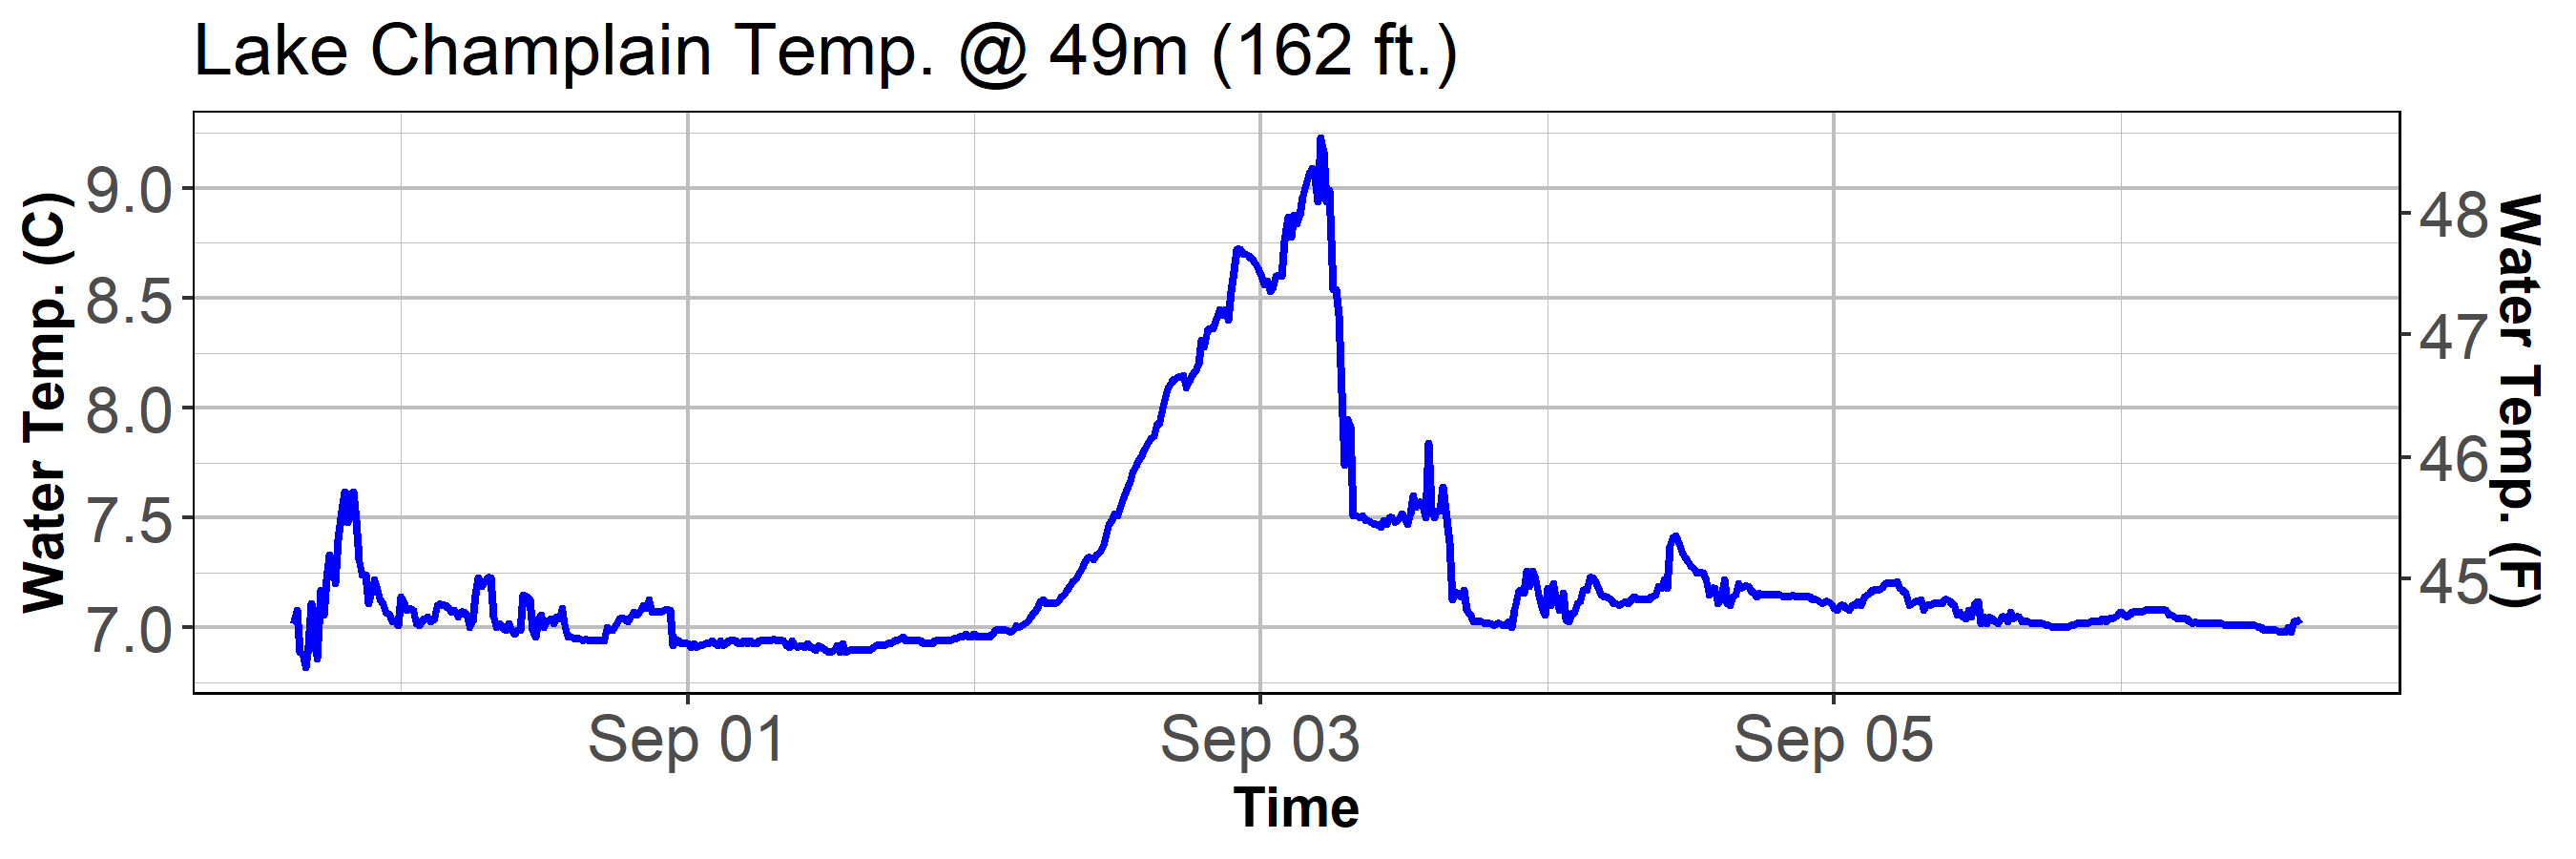 Lake Champlain Temp. @ 49m (162 ft.)
Water Temp. (C)
9.0
8.5
8.0
7.5
7.0
48
47
46
45
Water Temp. (F)
Sep 01
Sep 03
Sep 05
Time